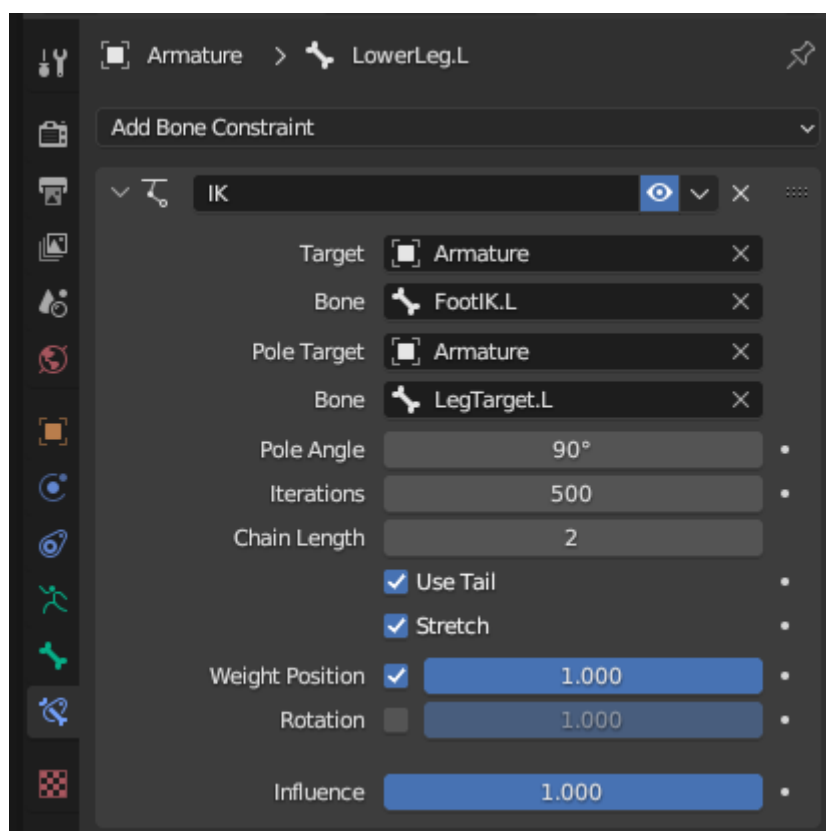 Armature > LowerLeg.L
Add Bone Constraint
IK
Target Armature
Bone FootIK.L
Pole Target Armature
Bone LegTarget.L
Pole Angle 90°
Iterations 500
Chain Length 2
Use Tail
Stretch
Weight Position 1.000
Rotation 1.000
Influence 1.000